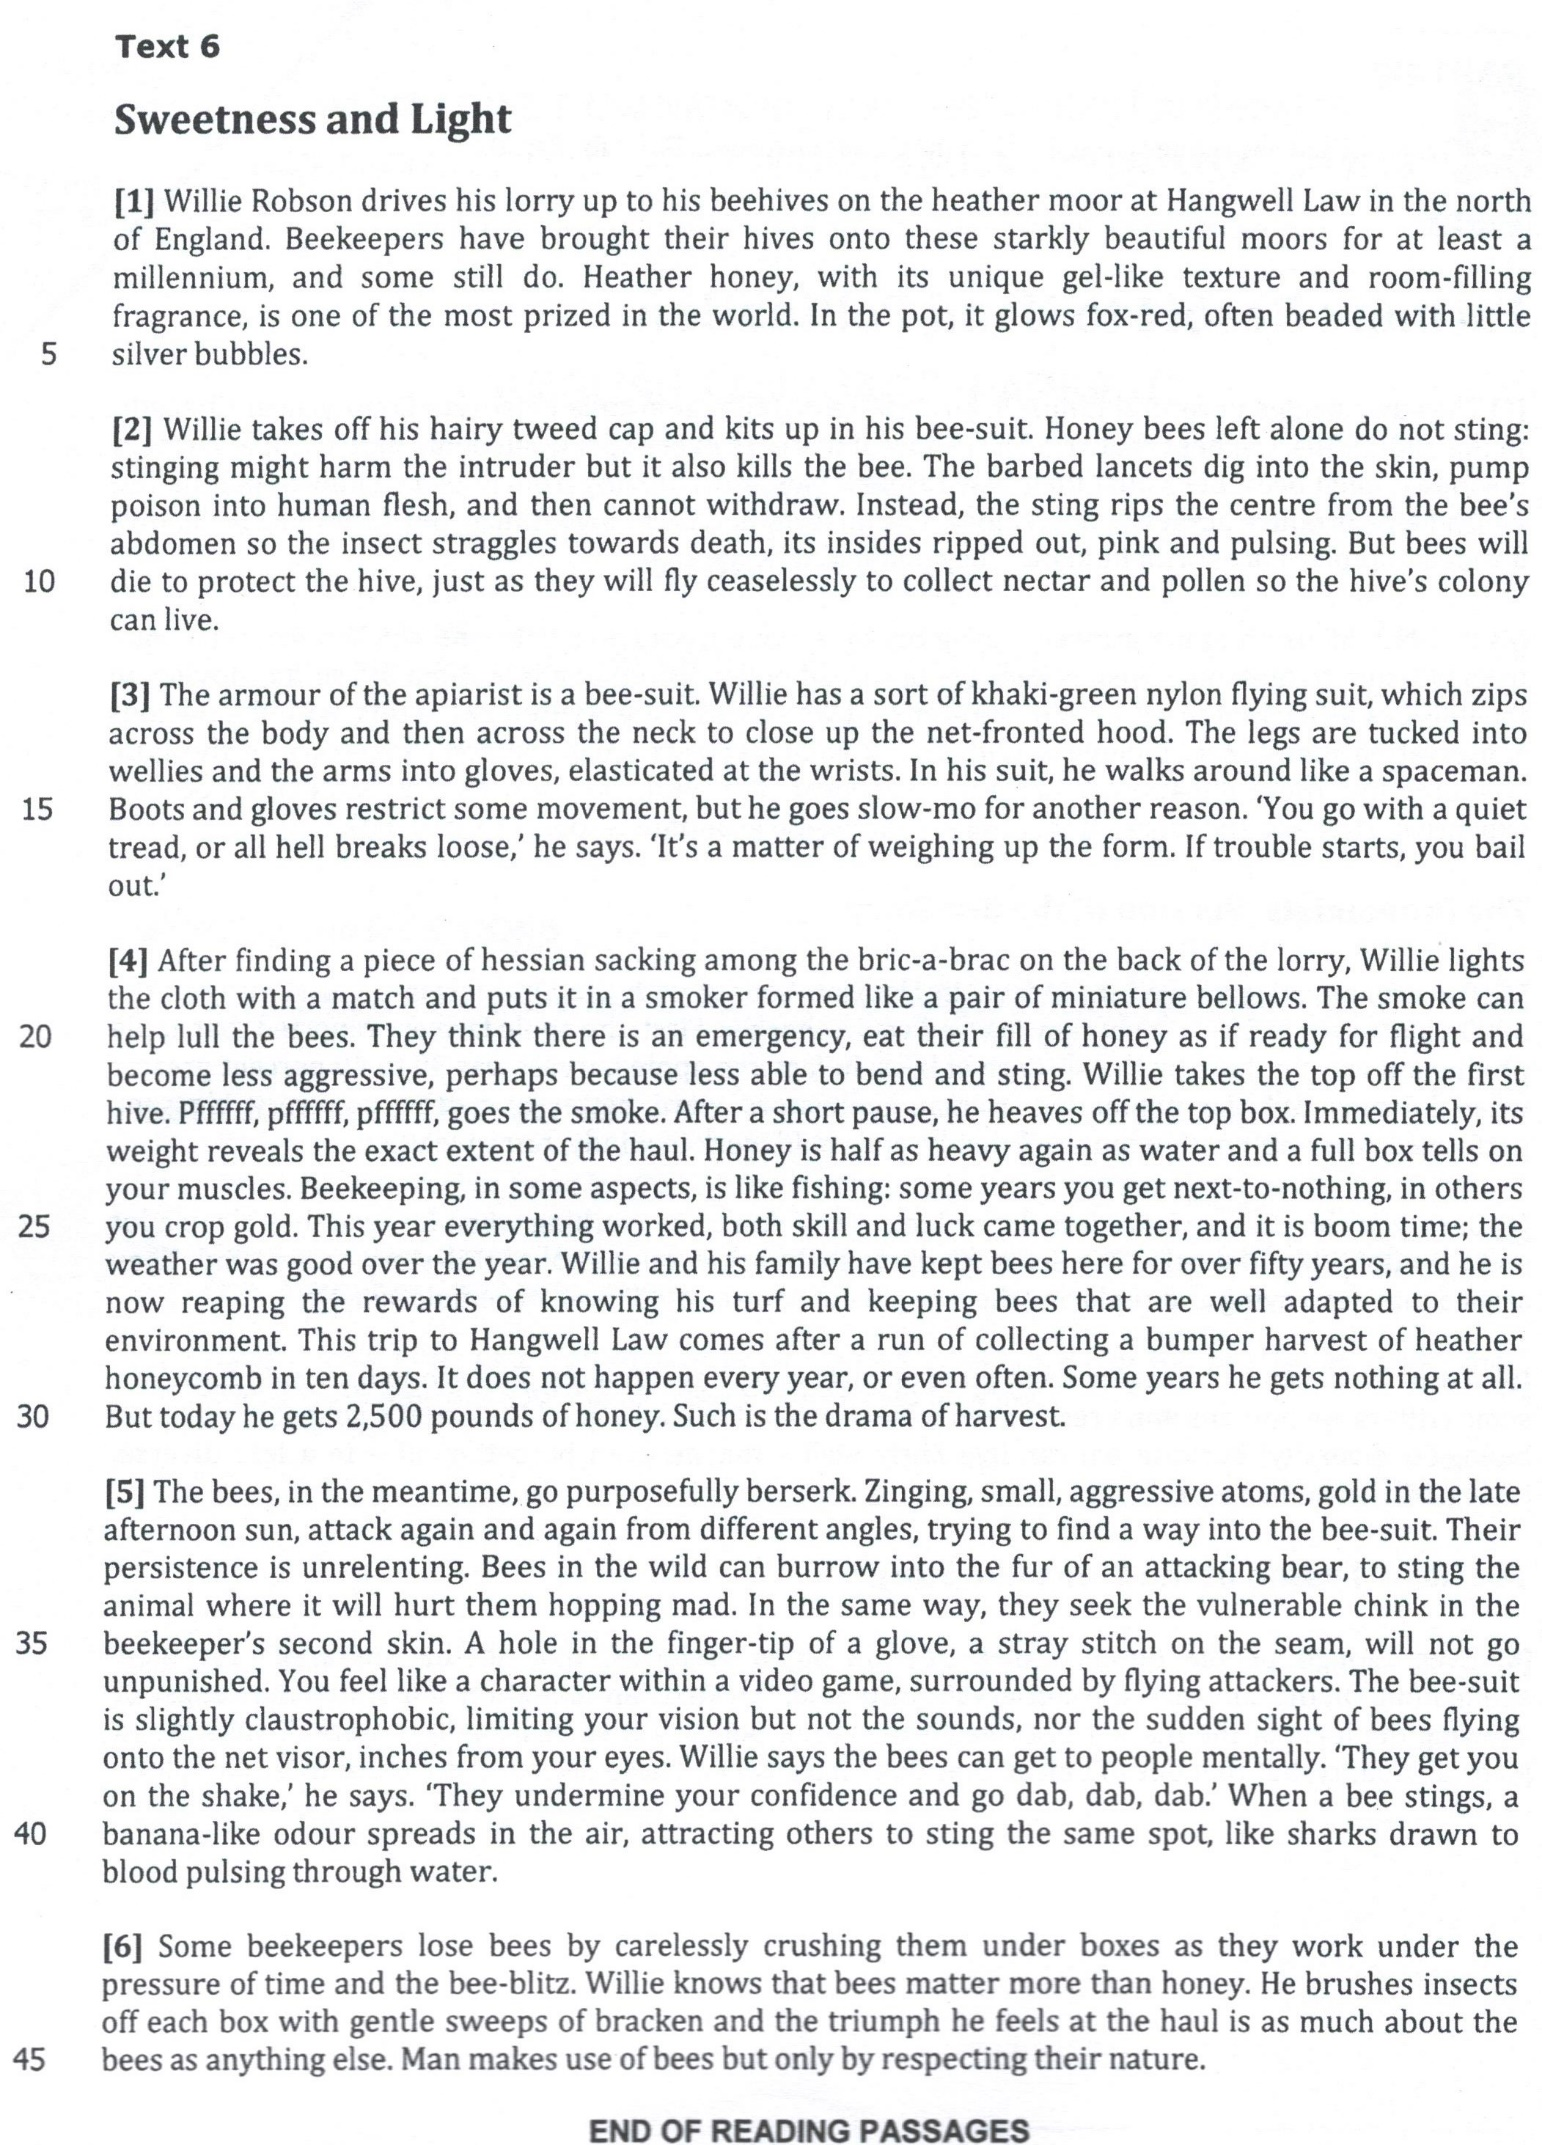 Text 6
Sweetness and Light
[1] Willie Robson drives his lorry up to his beehives on the heather moor at Hangwell Law in the north
of England. Beekeepers have brought their hives onto these starkly beautiful moors for at least a
millennium, and some still do. Heather honey, with its unique gel-like texture and room-filling
fragrance, is one of the most prized in the world. In the pot, it glows fox-red, often beaded with little
5 silver bubbles.
[2] Willie takes off his hairy tweed cap and kits up in his bee-suit. Honey bees left alone do not sting:
stinging might harm the intruder but it also kills the bee. The barbed lancets dig into the skin, pump
poison into human flesh, and then cannot withdraw. Instead, the sting rips the centre from the bee's
abdomen so the insect straggles towards death, its insides ripped out, pink and pulsing. But bees will
10 die to protect the hive, just as they will fly ceaselessly to collect nectar and pollen so the hive's colony
can live.
[3] The armour of the apiarist is a bee-suit. Willie has a sort of khaki-green nylon flying suit, which zips
across the body and then across the neck to close up the net-fronted hood. The legs are tucked into
wellies and the arms into gloves, elasticated at the wrists. In his suit, he walks around like a spaceman.
15 Boots and gloves restrict some movement, but he goes slow-mo for another reason. 'You go with a quiet
tread, or all hell breaks loose,' he says. 'It's a matter of weighing up the form. If trouble starts, you bail
out.'
[4] After finding a piece of hessian sacking among the bric-a-brac on the back of the lorry, Willie lights
the cloth with a match and puts it in a smoker formed like a pair of miniature bellows. The smoke can
20 help lull the bees. They think there is an emergency, eat their fill of honey as if ready for flight and
become less aggressive, perhaps because less able to bend and sting. Willie takes the top off the first
hive. Pffffff, pffffff, pffffff, goes the smoke. After a short pause, he heaves off the top box. Immediately, its
weight reveals the exact extent of the haul. Honey is half as heavy again as water and a full box tells on
your muscles. Beekeeping, in some aspects, is like fishing: some years you get next-to-nothing, in others
25 you crop gold. This year everything worked, both skill and luck came together, and it is boom time; the
weather was good over the year. Willie and his family have kept bees here for over fifty years, and he is
now reaping the rewards of knowing his turf and keeping bees that are well adapted to their
environment. This trip to Hangwell Law comes after a run of collecting a bumper harvest of heather
honeycomb in ten days. It does not happen every year, or even often. Some years he gets nothing at all.
30 But today he gets 2,500 pounds of honey. Such is the drama of harvest.
[5] The bees, in the meantime, go purposefully berserk. Zinging, small, aggressive atoms, gold in the late
afternoon sun, attack again and again from different angles, trying to find a way into the bee-suit. Their
persistence is unrelenting. Bees in the wild can burrow into the fur of an attacking bear, to sting the
animal where it will hurt them hopping mad. In the same way, they seek the vulnerable chink in the
35 beekeeper's second skin. A hole in the finger-tip of a glove, a stray stitch on the seam, will not go
unpunished. You feel like a character within a video game, surrounded by flying attackers. The bee-suit
is slightly claustrophobic, limiting your vision but not the sounds, nor the sudden sight of bees flying
onto the net visor, inches from your eyes. Willie says the bees can get to people mentally. 'They get you
on the shake,' he says. 'They undermine your confidence and go dab, dab, dab.' When a bee stings, a
40 banana-like odour spreads in the air, attracting others to sting the same spot, like sharks drawn to
blood pulsing through water.
[6] Some beekeepers lose bees by carelessly crushing them under boxes as they work under the
pressure of time and the bee-blitz. Willie knows that bees matter more than honey. He brushes insects
off each box with gentle sweeps of bracken and the triumph he feels at the haul is as much about the
45 bees as anything else. Man makes use of bees but only by respecting their nature.
END OF READING PASSAGES